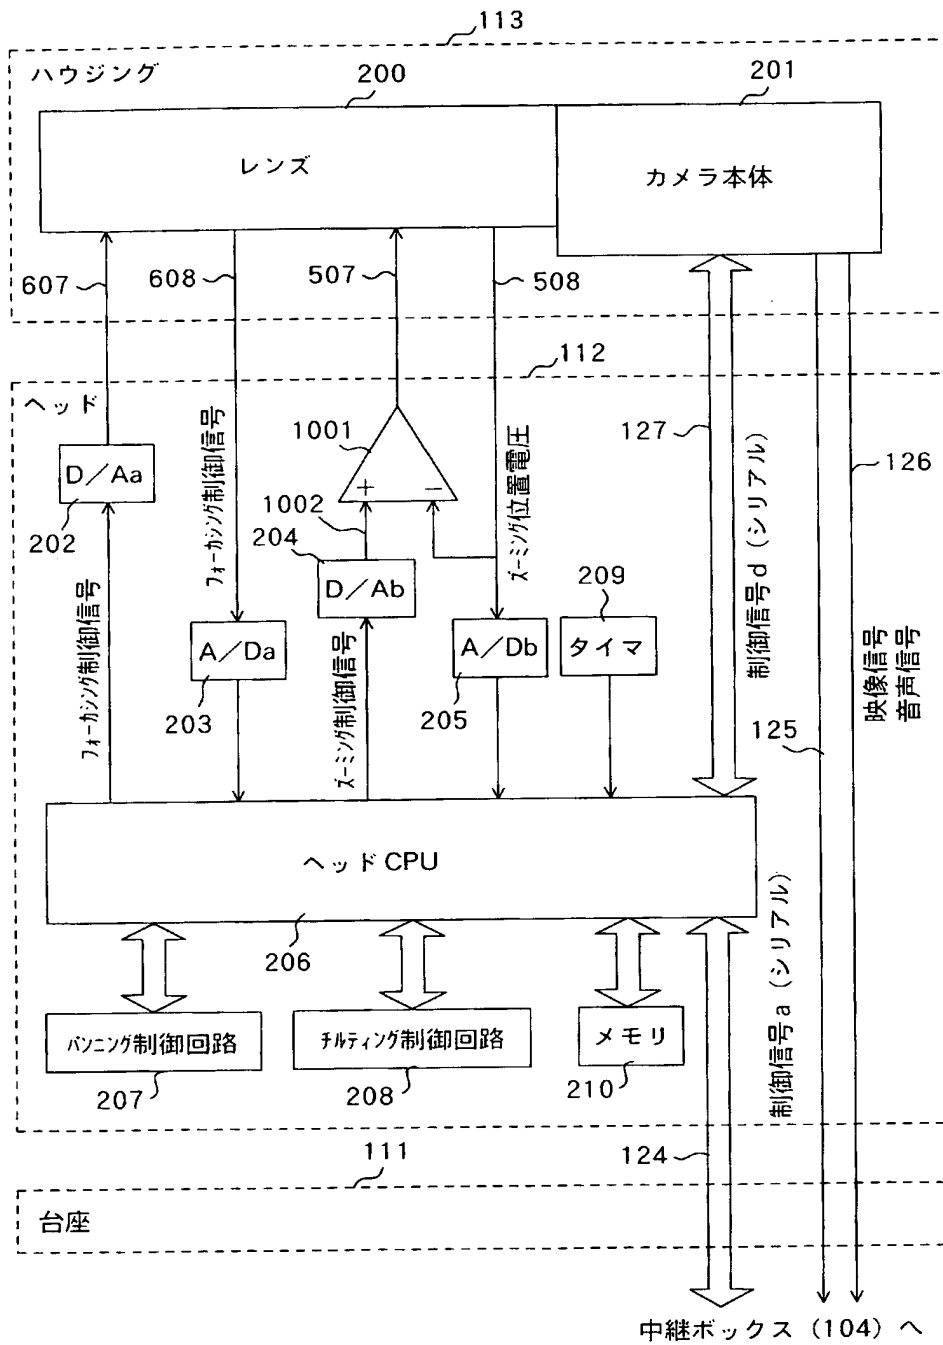 113
ハウジング
200
201
レンズ
カメラ本体
607
608
507
508
112
ヘッド
D/Aa
202
フォーカシング制御信号
1001
+
−
1002
204
D/Ab
ズーミング位置電圧
127
126
制御信号d(シリアル)
209
タイマ
フォーカシング制御信号
A/Da
203
ズーミング制御信号
A/Db
205
125
映像信号
音声信号
ヘッドCPU
206
制御信号a(シリアル)
パンニング制御回路
207
チルティング制御回路
208
メモリ
210
124
111
台座
中継ボックス(104)へ